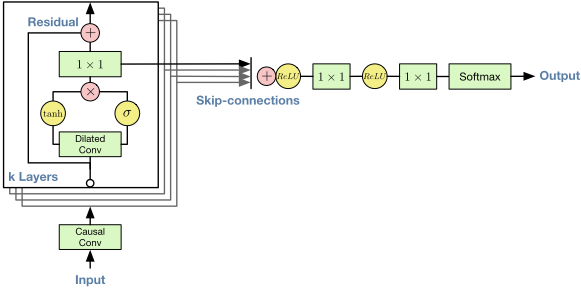 Residual
+
1 × 1
×
tanh
σ
Dilated
Conv
k Layers
Causal
Conv
Input
Skip-connections
+
ReLU
1 × 1
ReLU
1 × 1
Softmax
Output